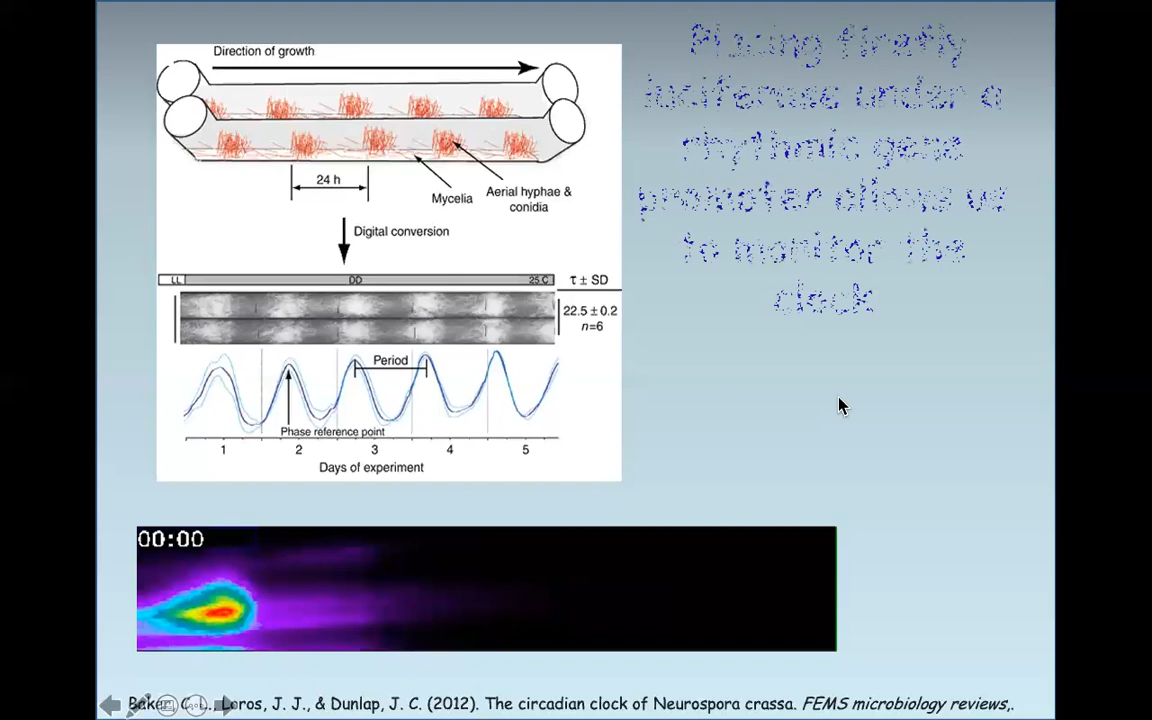 Direction of growth
Placing firefly
luciferase under a
rhythmic gene
promoter allows us
to monitor the
clock
24 h
Mycelia
Aerial hyphae &
conidia
Digital conversion
LL
DD
25 C
τ ± SD
22.5 ± 0.2
n=6
Period
Phase reference point
1 2 3 4 5
Days of experiment
00:00
Baker, C. L., Loros, J. J., & Dunlap, J. C. (2012). The circadian clock of Neurospora crassa. FEMS microbiology reviews,.